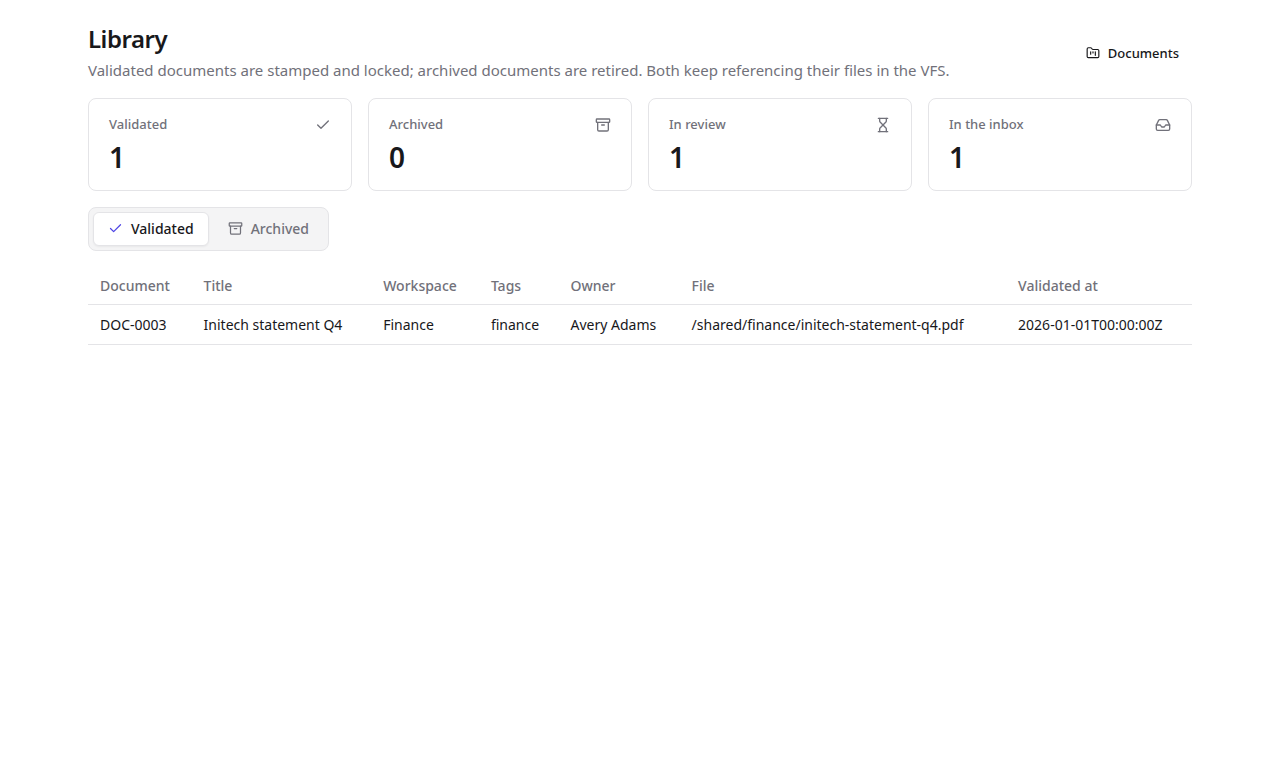 Library
Documents
Validated documents are stamped and locked; archived documents are retired. Both keep referencing their files in the VFS.
Validated
Archived
In review
In the inbox
1
0
1
1
Validated
Archived
Document Title Workspace Tags Owner File Validated at
DOC-0003 Initech statement Q4 Finance finance Avery Adams /shared/finance/initech-statement-q4.pdf 2026-01-01T00:00:00Z